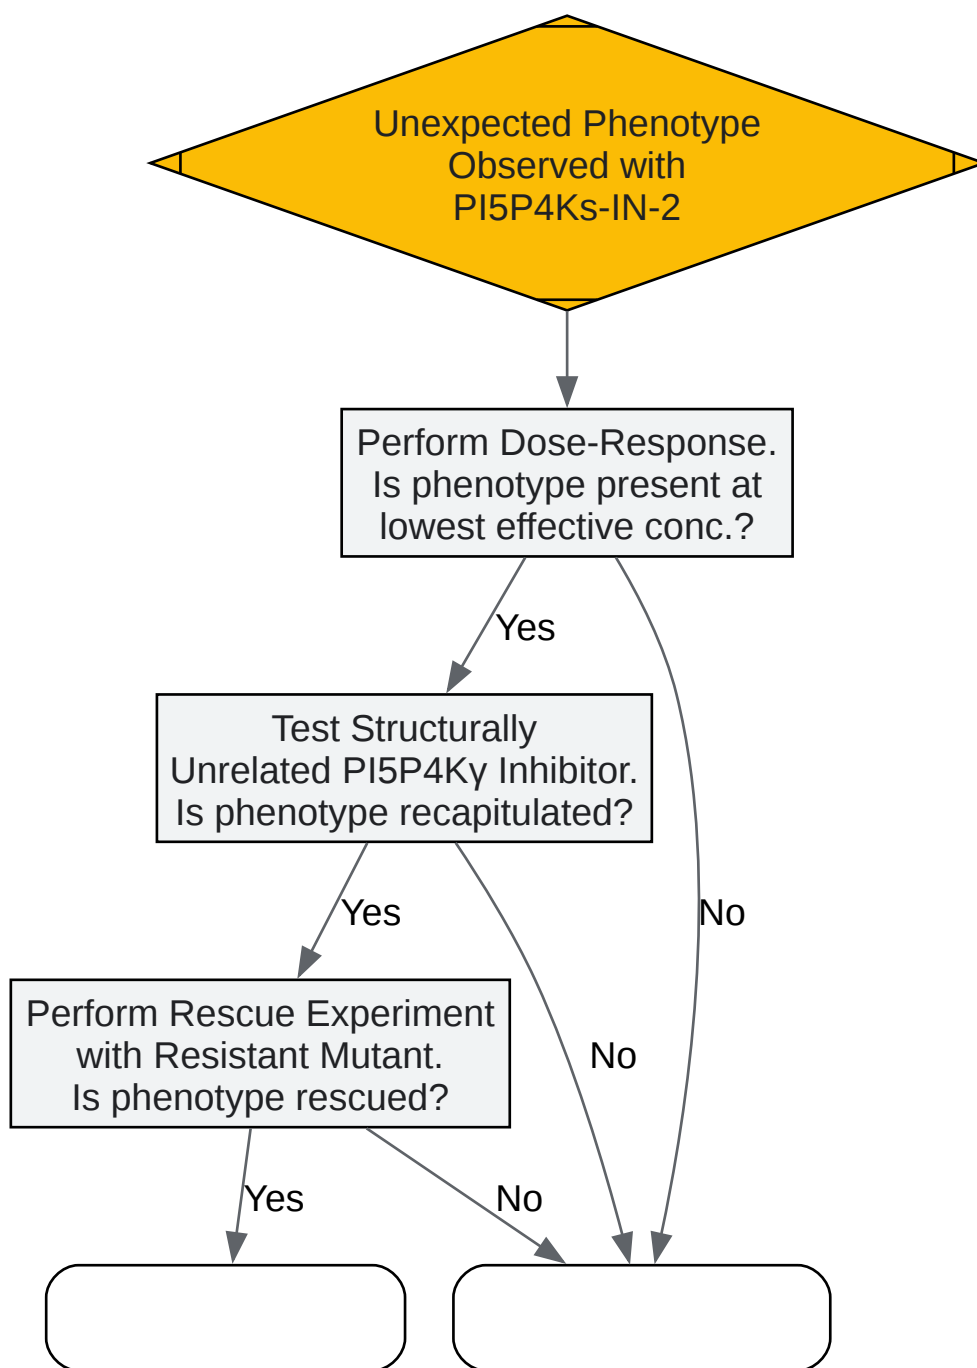 Unexpected Phenotype
Observed with
PI5P4Ks-IN-2
Perform Dose-Response.
Is phenotype present at
lowest effective conc.?
Yes
Test Structurally
Unrelated PI5P4Kγ Inhibitor.
Is phenotype recapitulated?
Yes
No
Perform Rescue Experiment
with Resistant Mutant.
Is phenotype rescued?
No
Yes
No